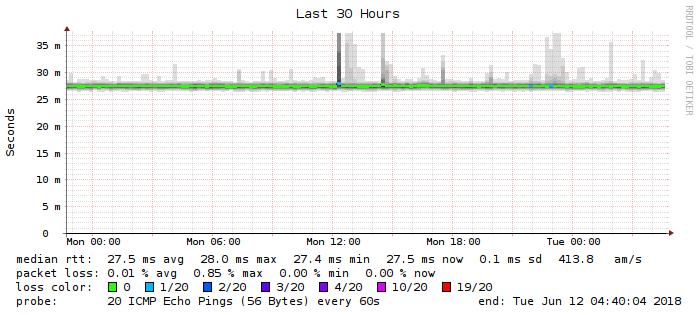 Last 30 Hours
RRDTOOL / TOBI OETIKER
Seconds
35 m
30 m
25 m
20 m
15 m
10 m
5 m
0
Mon 00:00 Mon 06:00 Mon 12:00 Mon 18:00 Tue 00:00
median rtt: 27.5 ms avg 28.0 ms max 27.4 ms min 27.5 ms now 0.1 ms sd 413.8 am/s
packet loss: 0.01 % avg 0.85 % max 0.00 % min 0.00 % now
loss color: 0 1/20 2/20 3/20 4/20 10/20 19/20
probe: 20 ICMP Echo Pings (56 Bytes) every 60s end: Tue Jun 12 04:40:04 2018